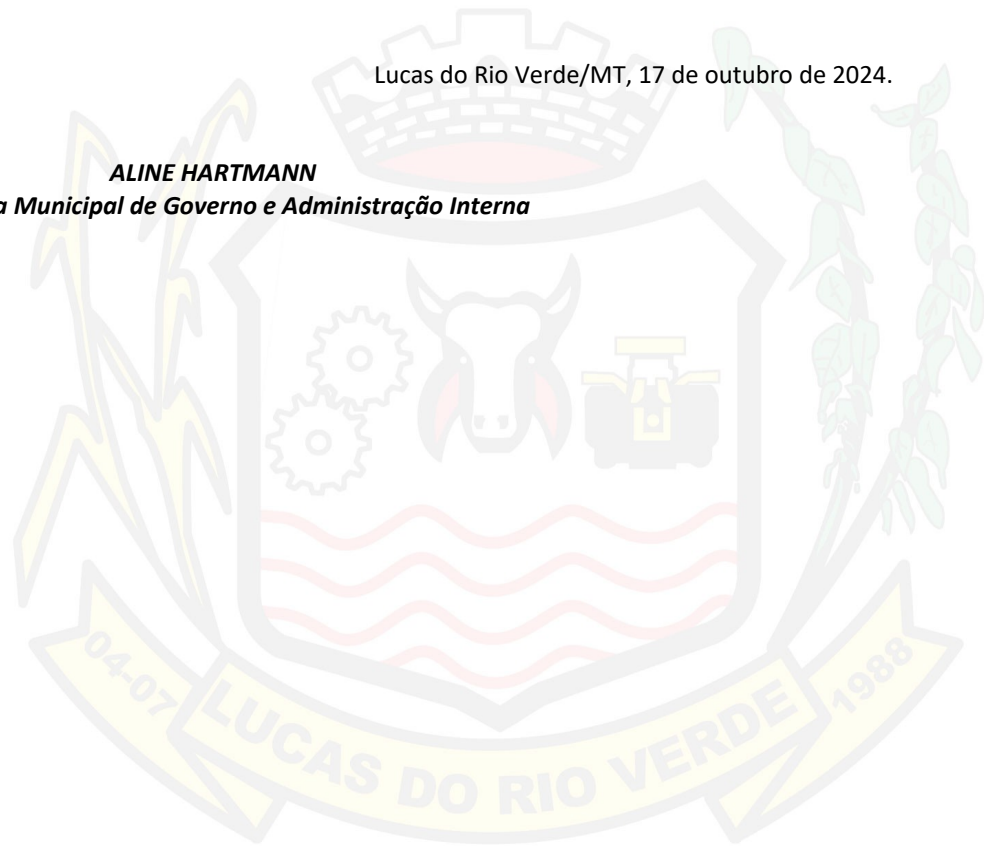 Lucas do Rio Verde/MT, 17 de outubro de 2024.
ALINE HARTMANN
a Municipal de Governo e Administração Interna
04-07
LUCAS DO RIO VERDE
1988